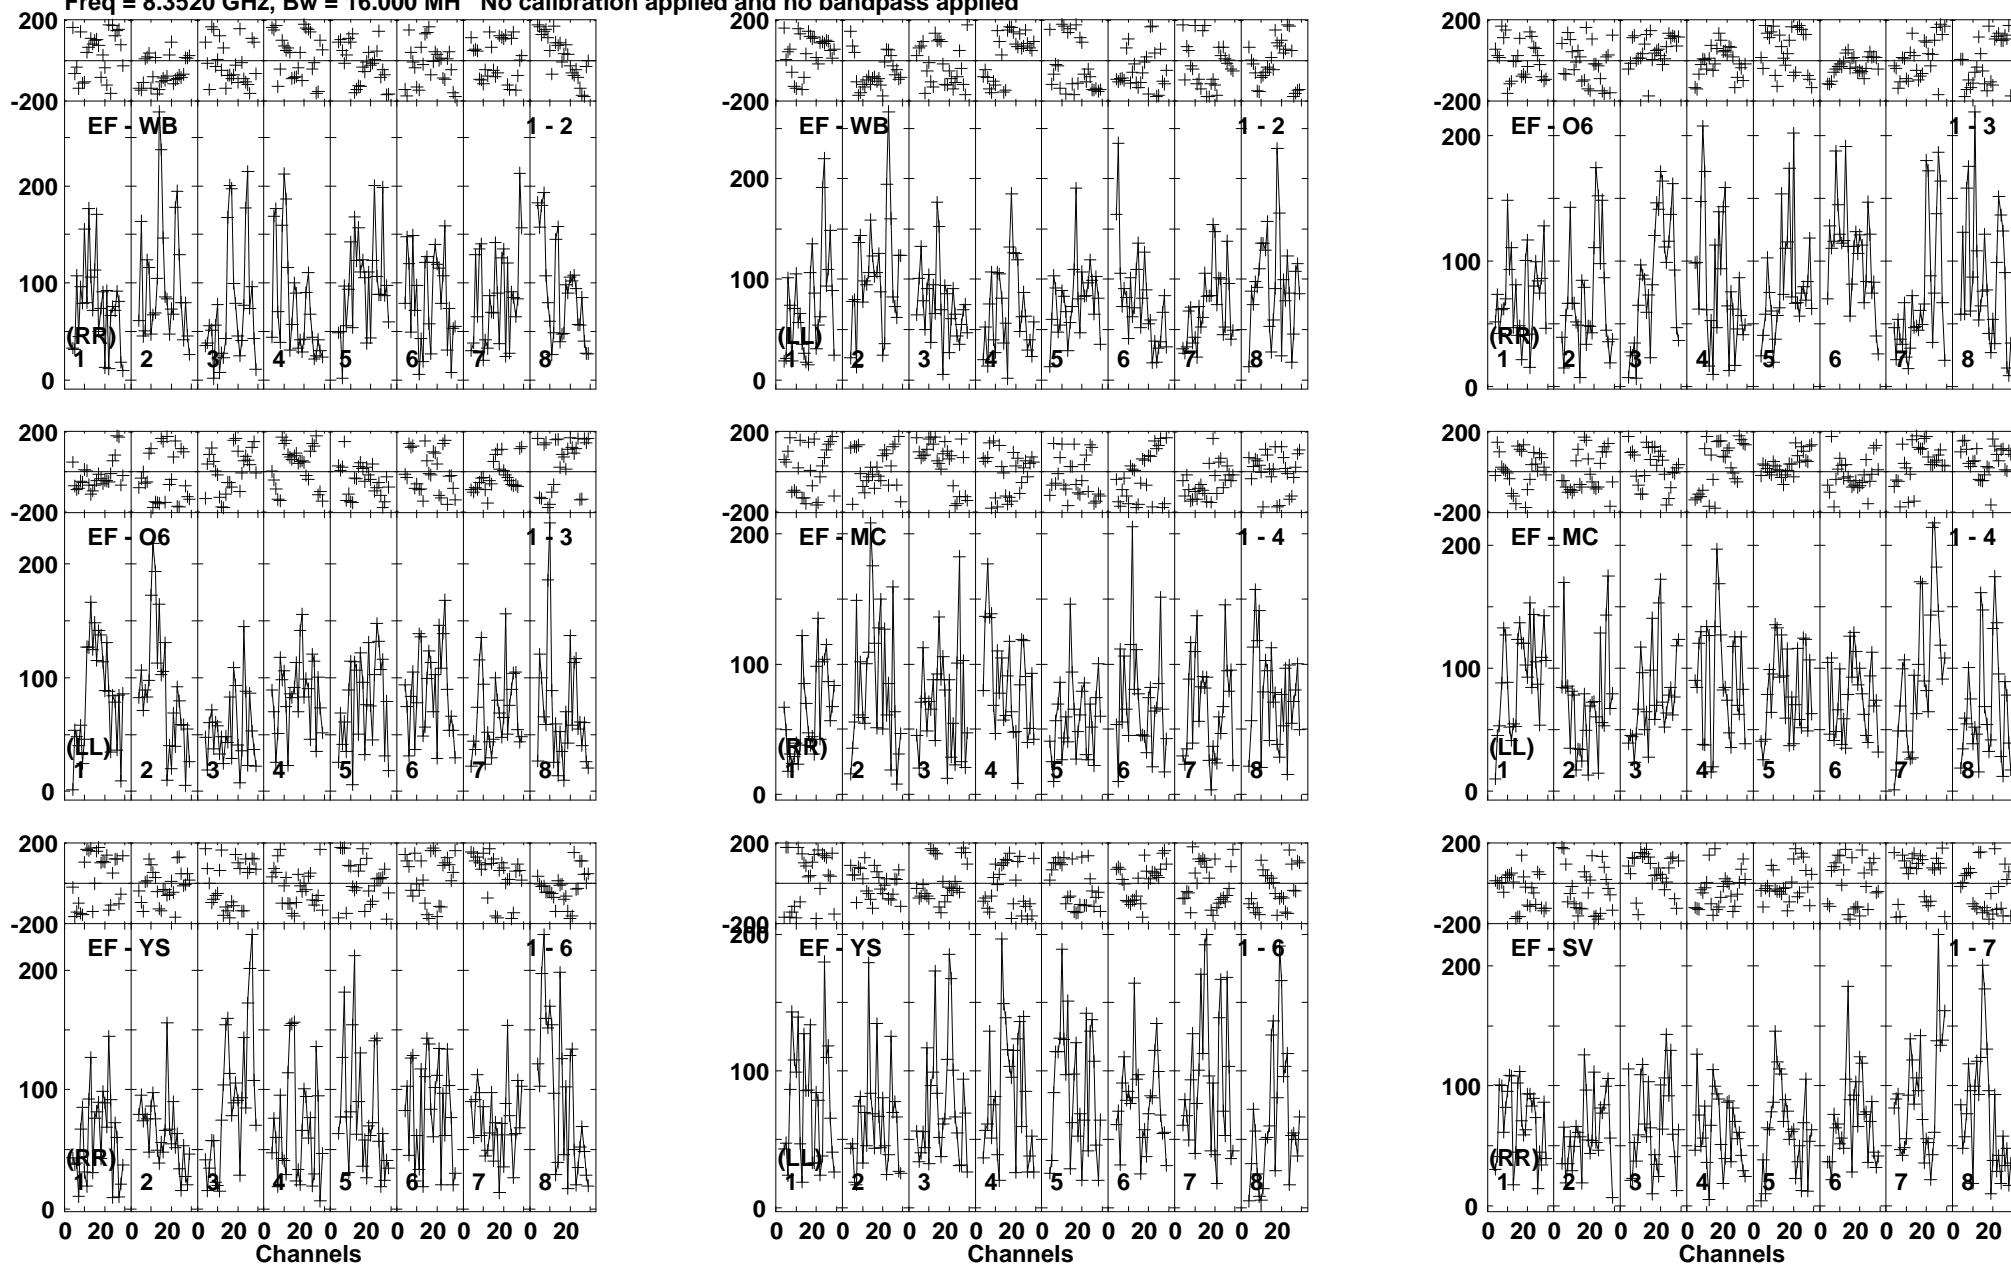 Freq = 8.3520 GHz, Bw = 16.000 MH No calibration applied and no bandpass applied
200 200 200
-200 -200 -200
EF - WB 1 - 2 EF - WB 1 - 2 EF - O6 1 - 3
200 200 200
100 100 100
(RR) (LL) (RR)
1 2 3 4 5 6 7 8 1 2 3 4 5 6 7 8 1 2 3 4 5 6 7 8
0 0 0
200 200 200
-200 -200 -200
EF - O6 1 - 3 EF - MC 1 - 4 EF - MC 1 - 4
200 200 200
100 100 100
(LL) (RR) (LL)
1 2 3 4 5 6 7 8 1 2 3 4 5 6 7 8 1 2 3 4 5 6 7 8
0 0 0
200 200 200
-200 -200 -200
EF - YS 1 - 6 EF - YS 1 - 6 EF - SV 1 - 7
200 200 200
100 100 100
(RR) (LL) (RR)
1 2 3 4 5 6 7 8 1 2 3 4 5 6 7 8 1 2 3 4 5 6 7 8
0 0 0
0 20 0 20 0 20 0 20 0 20 0 20 0 20 0 20 0 20 0 20 0 20 0 20 0 20 0 20 0 20 0 20 0 20 0 20 0 20 0 20 0 20 0 20 0 20 0 20
Channels Channels Channels